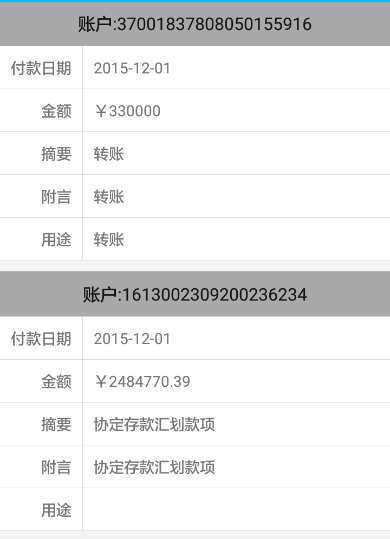 账户:37001837808050155916
付款日期 2015-12-01
金额 ￥330000
摘要 转账
附言 转账
用途 转账
账户:1613002309200236234
付款日期 2015-12-01
金额 ￥2484770.39
摘要 协定存款汇划款项
附言 协定存款汇划款项
用途